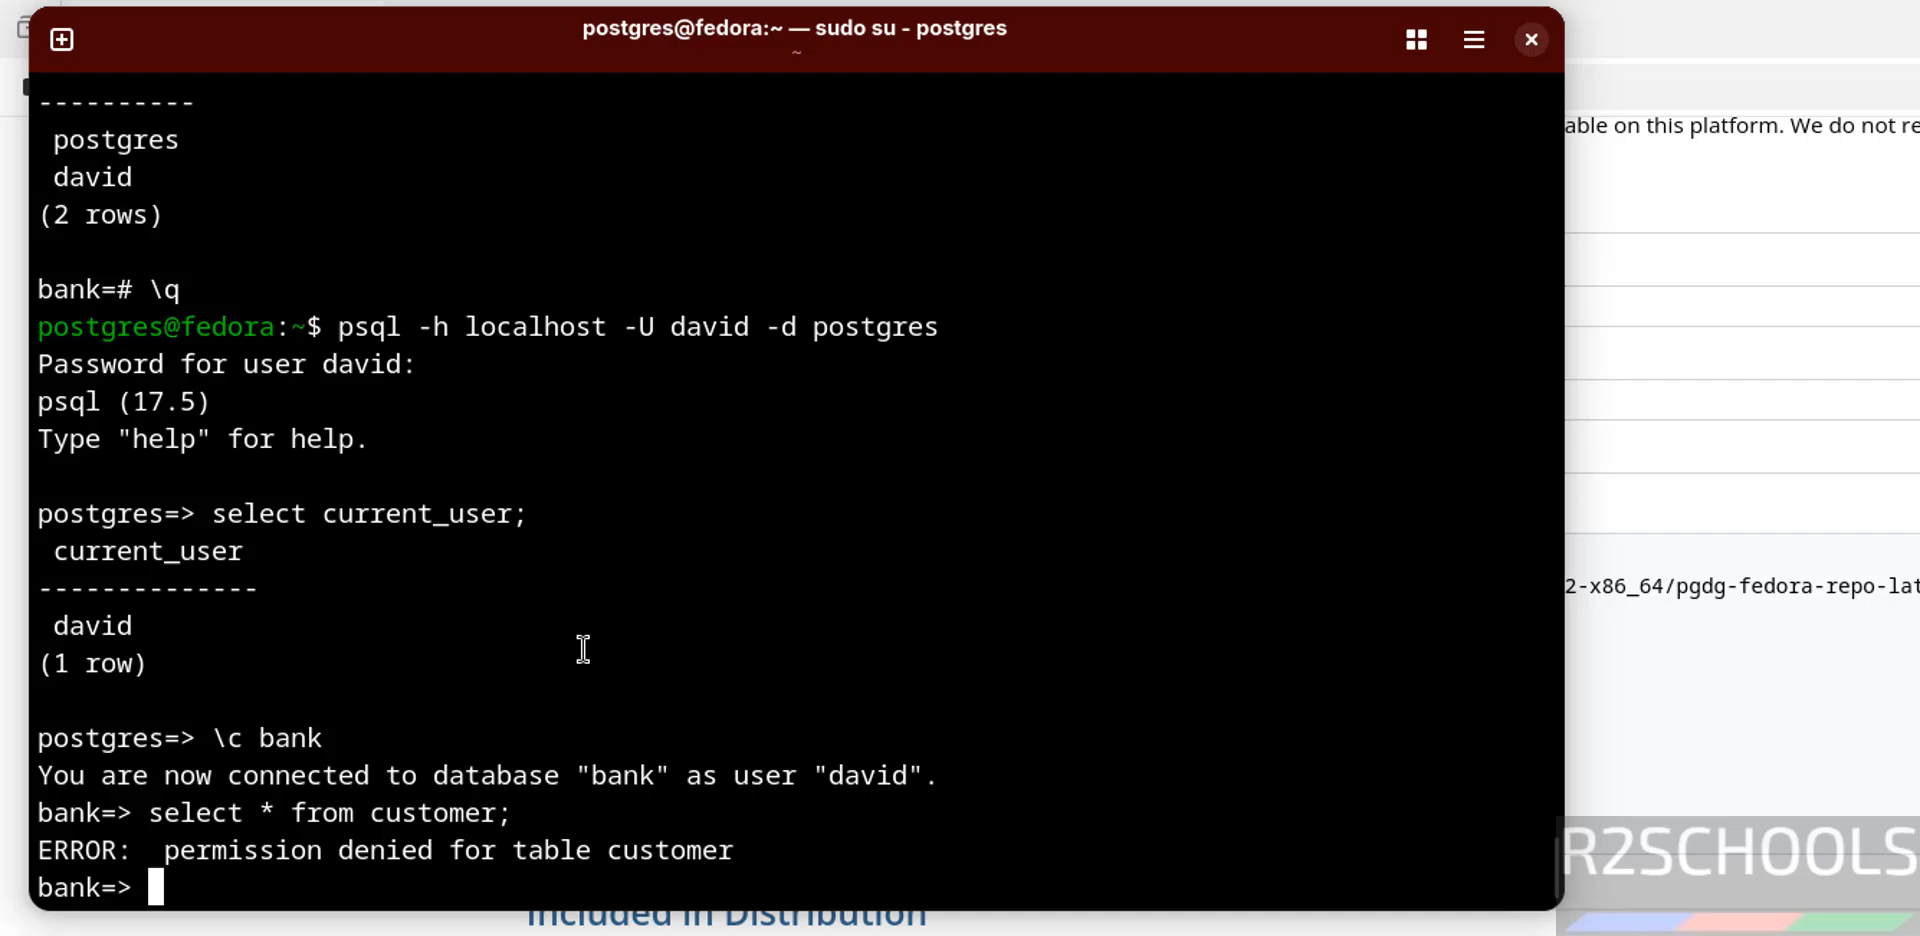 postgres@fedora:~ — sudo su - postgres
~
----------
postgres
david
(2 rows)
bank=# \q
postgres@fedora:~$ psql -h localhost -U david -d postgres
Password for user david:
psql (17.5)
Type "help" for help.
postgres=> select current_user;
current_user
--------------
david
(1 row)
postgres=> \c bank
You are now connected to database "bank" as user "david".
bank=> select * from customer;
ERROR:  permission denied for table customer
bank=>
able on this platform. We do not re
2-x86_64/pgdg-fedora-repo-lat
R2SCHOOLS
Included in Distribution